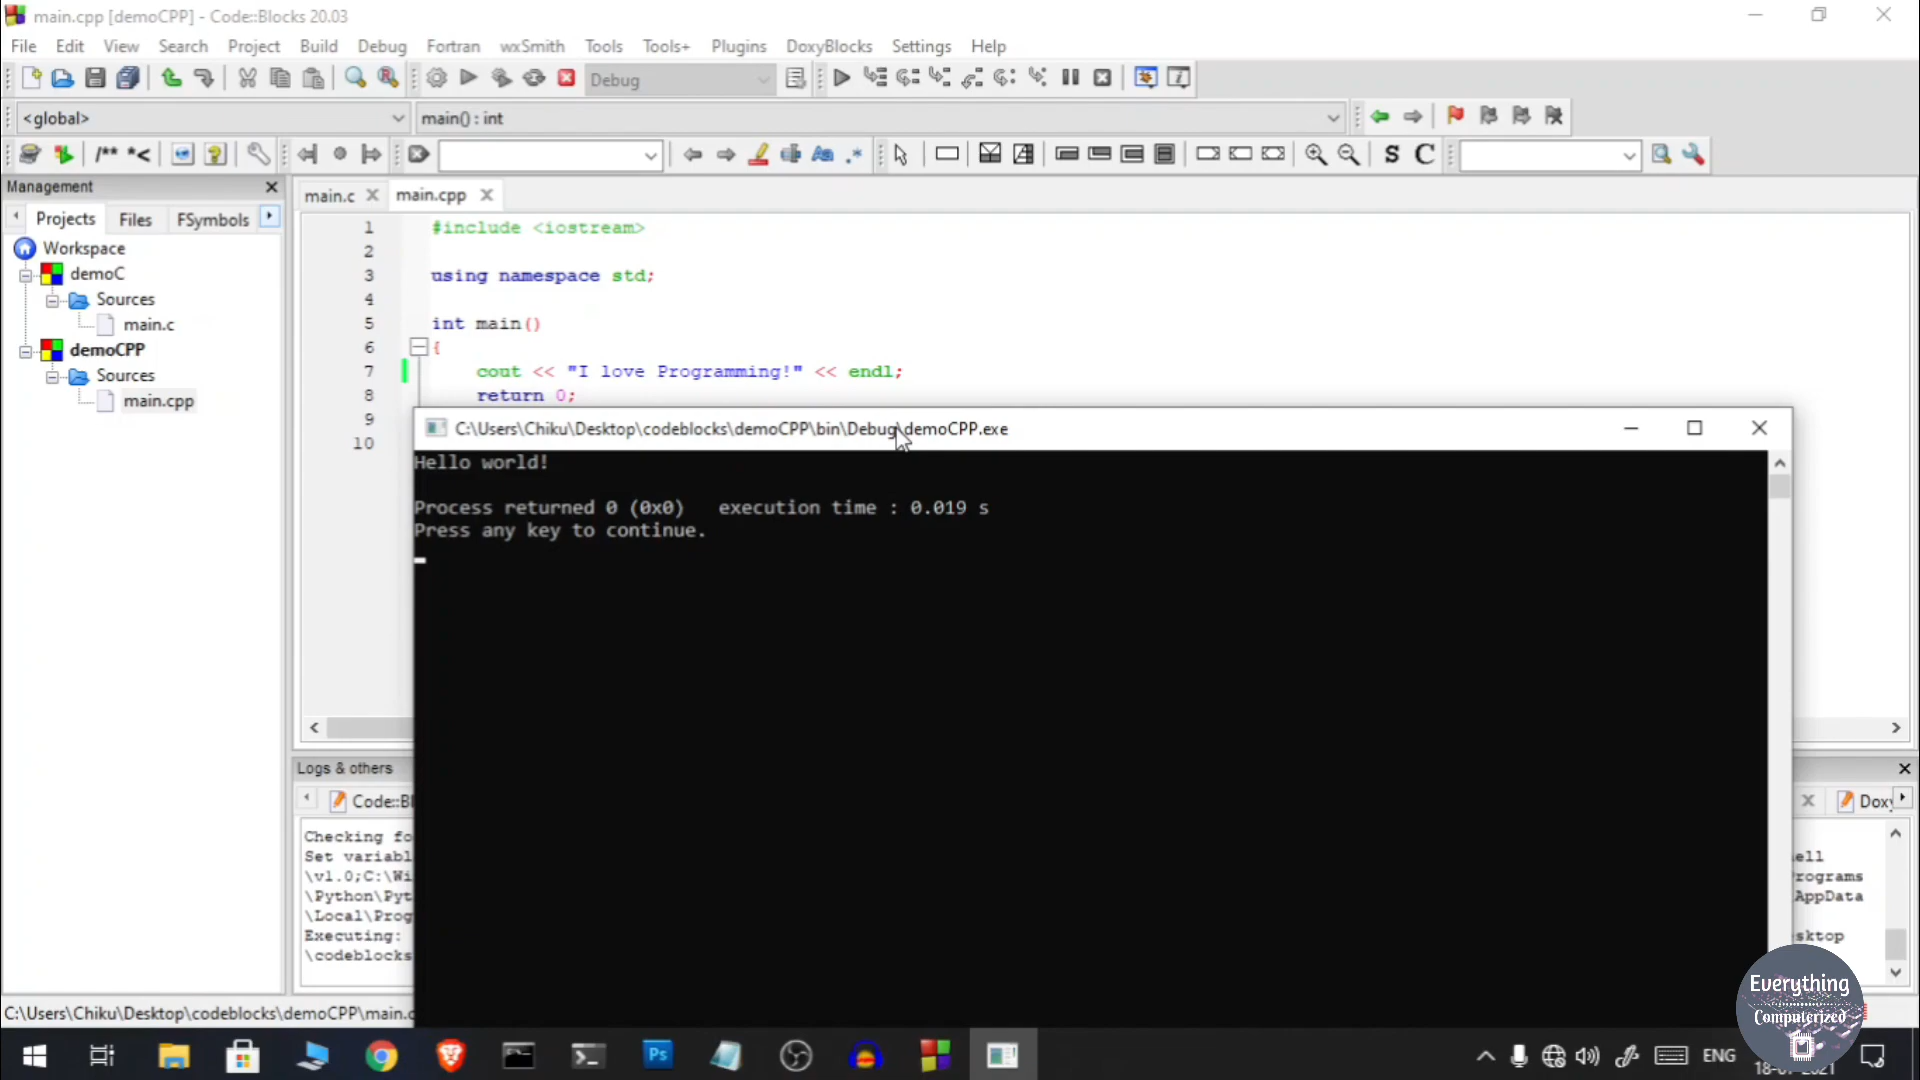 main.cpp [demoCPP] - Code::Blocks 20.03
File Edit View Search Project Build Debug Fortran wxSmith Tools Tools+ Plugins DoxyBlocks Settings Help
Debug
<global>
main() : int
/** *<
S C
Management
Projects Files FSymbols
Workspace
demoC
Sources
main.c
demoCPP
Sources
main.cpp
main.c main.cpp
1 #include <iostream>
2
3 using namespace std;
4
5 int main()
6 {
7 cout << "I love Programming!" << endl;
8 return 0;
9
10
C:\Users\Chiku\Desktop\codeblocks\demoCPP\bin\Debug\demoCPP.exe
Hello world!
Process returned 0 (0x0) execution time : 0.019 s
Press any key to continue.
Logs & others
Code::Bl
Doxy
Checking fo
Set variabl
ell
\v1.0;C:\Wi
rograms
\Python\Pyt
AppData
\Local\Prog
Executing:
sktop
\codeblocks
C:\Users\Chiku\Desktop\codeblocks\demoCPP\main.c
Everything
Computerized
Ps
ENG